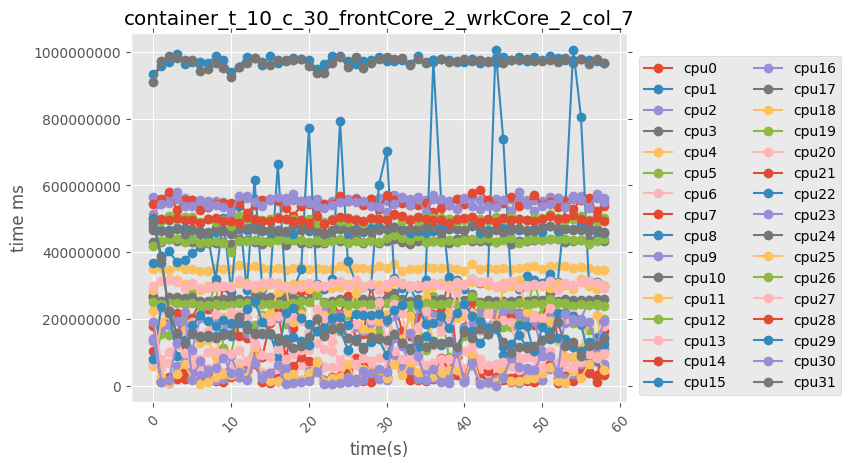 container_t_10_c_30_frontCore_2_wrkCore_2_col_7
1000000000
800000000
600000000
400000000
200000000
0
time ms
0 10 20 30 40 50 60
time(s)
cpu0 cpu16
cpu1 cpu17
cpu2 cpu18
cpu3 cpu19
cpu4 cpu20
cpu5 cpu21
cpu6 cpu22
cpu7 cpu23
cpu8 cpu24
cpu9 cpu25
cpu10 cpu26
cpu11 cpu27
cpu12 cpu28
cpu13 cpu29
cpu14 cpu30
cpu15 cpu31